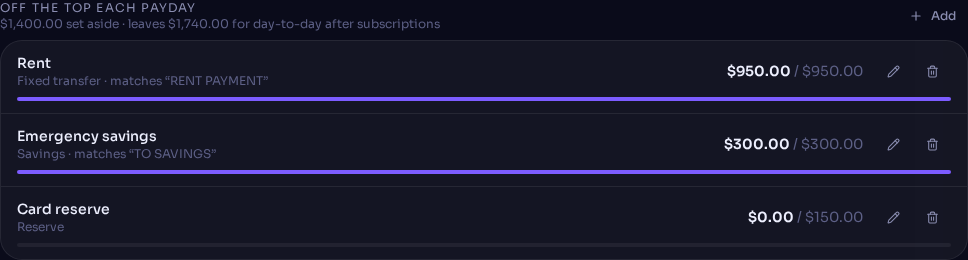 OFF THE TOP EACH PAYDAY
$1,400.00 set aside · leaves $1,740.00 for day-to-day after subscriptions
Add
Rent
Fixed transfer · matches “RENT PAYMENT”
$950.00 / $950.00
Emergency savings
Savings · matches “TO SAVINGS”
$300.00 / $300.00
Card reserve
Reserve
$0.00 / $150.00